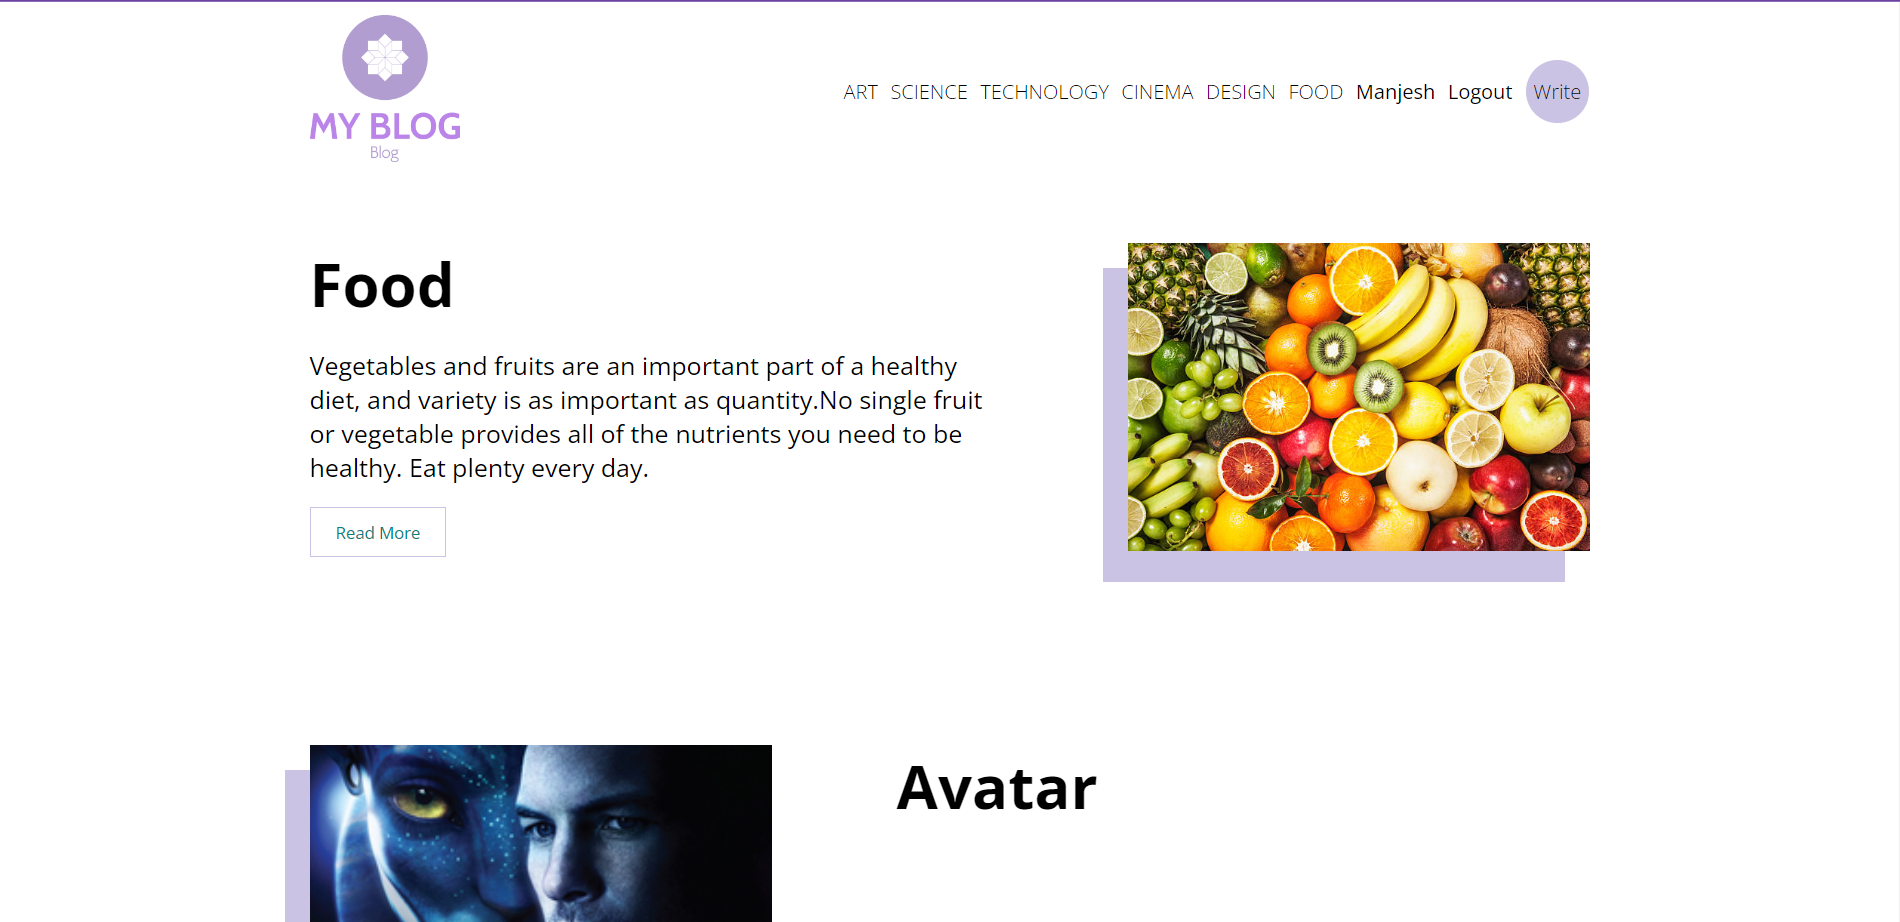 MY BLOG
Blog
ART SCIENCE TECHNOLOGY CINEMA DESIGN FOOD Manjesh Logout Write
Food
Vegetables and fruits are an important part of a healthy
diet, and variety is as important as quantity.No single fruit
or vegetable provides all of the nutrients you need to be
healthy. Eat plenty every day.
Read More
Avatar